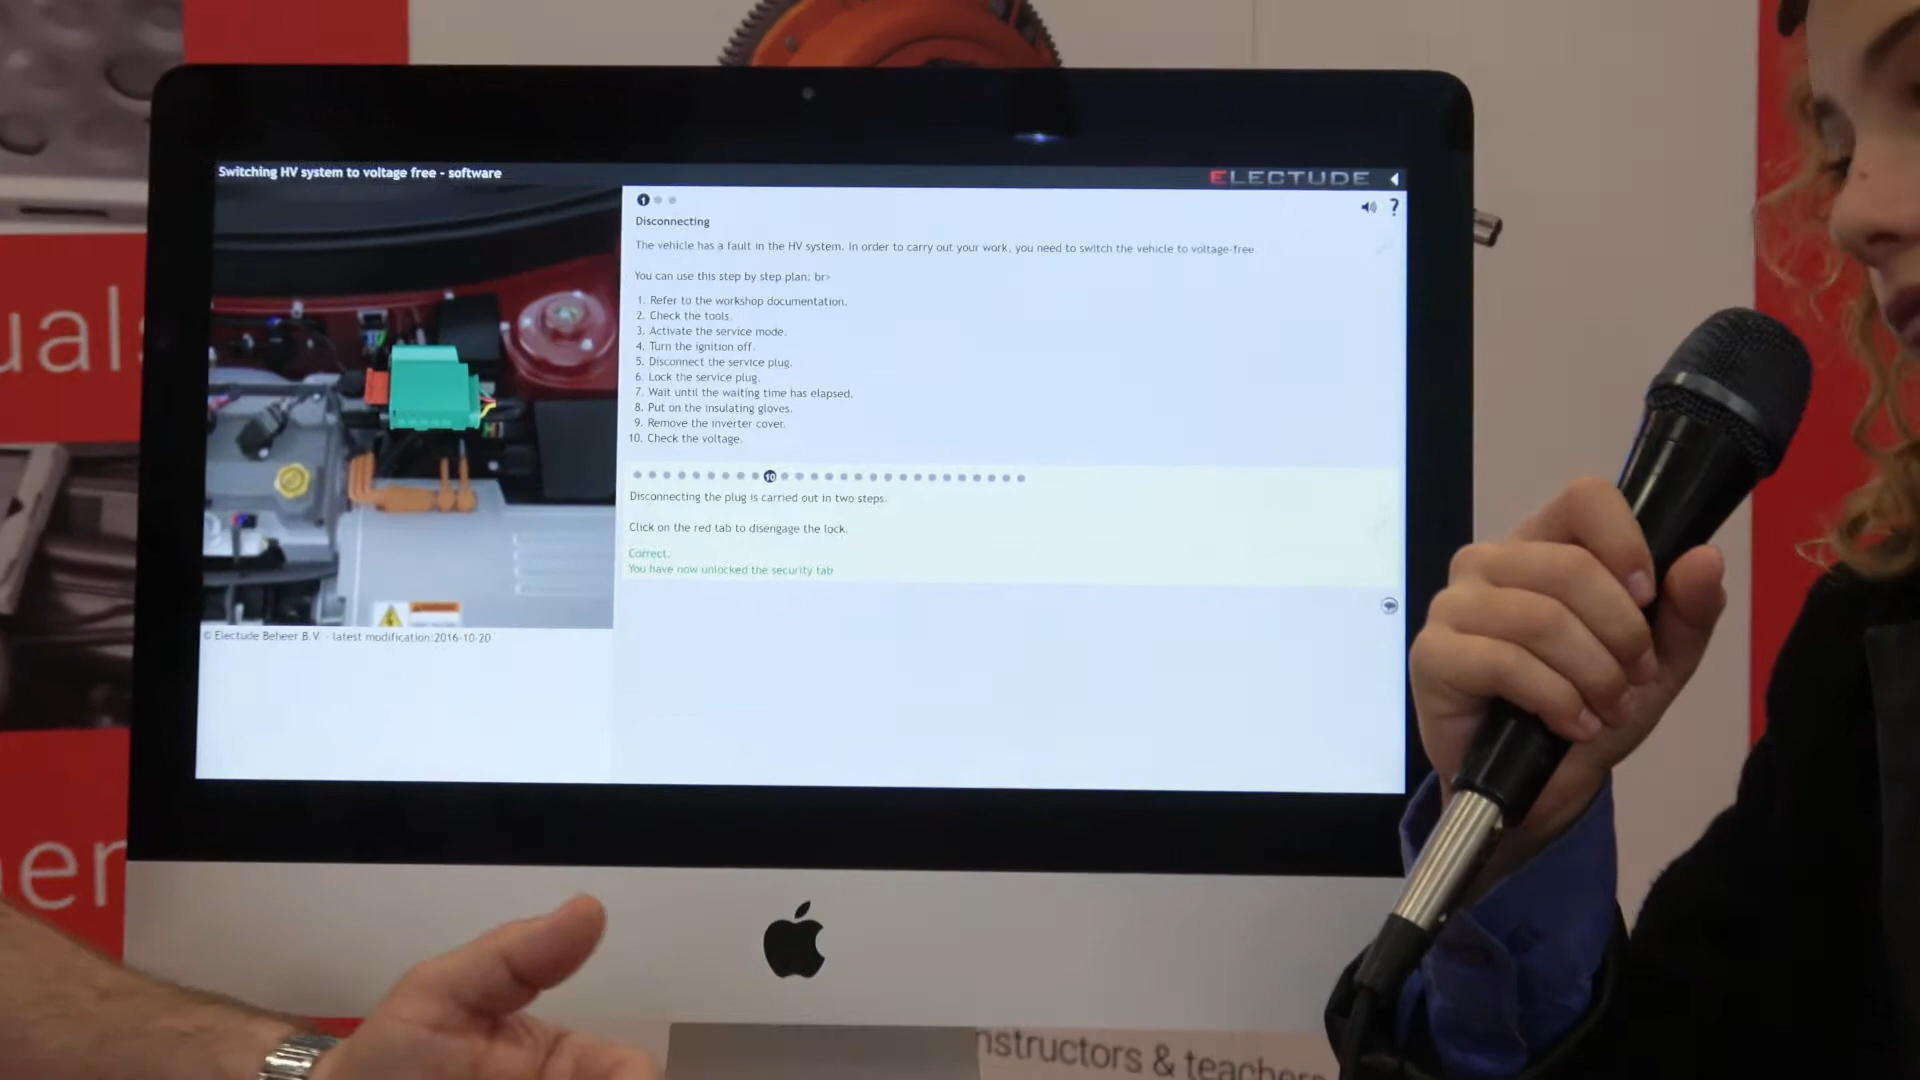 Switching HV system to voltage free - software
ELECTUDE
1
?
Disconnecting
The vehicle has a fault in the HV system. In order to carry out your work, you need to switch the vehicle to voltage-free
You can use this step by step plan: br>
1. Refer to the workshop documentation.
2. Check the tools.
3. Activate the service mode.
4. Turn the ignition off.
5. Disconnect the service plug.
6. Lock the service plug.
7. Wait until the waiting time has elapsed.
8. Put on the insulating gloves.
9. Remove the inverter cover.
10. Check the voltage.
10
Disconnecting the plug is carried out in two steps.
Click on the red tab to disengage the lock.
Correct.
You have now unlocked the security tab
© Electude Beheer B.V. - latest modification:2016-10-20
ual
er
nstructors & teachers